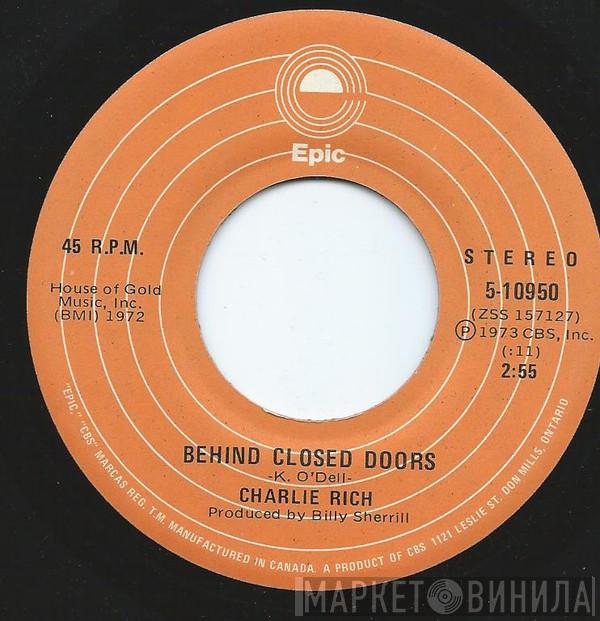 Epic
45 R.P.M.
House of Gold
Music, Inc.
(BMI) 1972
STEREO
5-10950
(ZSS 157127)
Ⓟ 1973 CBS, Inc.
(:11)
2:55
BEHIND CLOSED DOORS
-K. O'Dell-
CHARLIE RICH
Produced by Billy Sherrill
"EPIC," "CBS" MARCAS REG. T.M. MANUFACTURED IN CANADA. A PRODUCT OF CBS 1121 LESLIE ST. DON MILLS, ONTARIO
МАРКЕТ ВИНИЛА